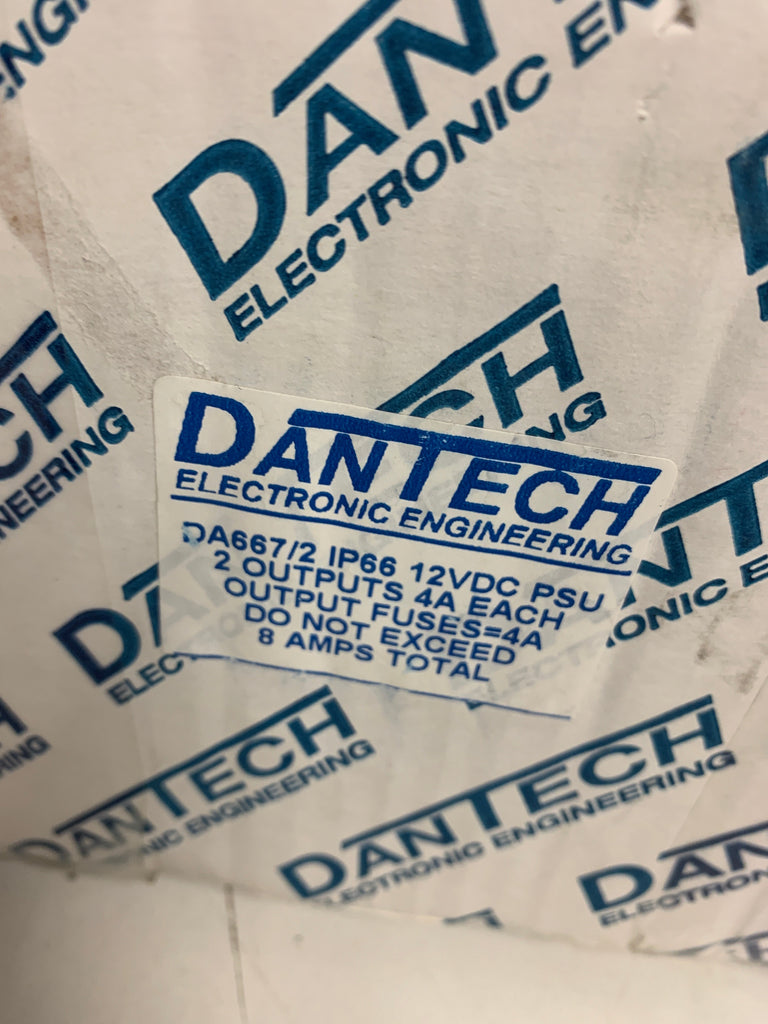 DANTECH
ELECTRONIC ENGINEERING
DANTECH
ELECTRONIC ENGINEERING
DA667/2 IP66 12VDC PSU
2 OUTPUTS 4A EACH
OUTPUT FUSES=4A
DO NOT EXCEED
8 AMPS TOTAL
DANTECH
ELECTRONIC ENGINEERING
DANTECH
ELECTRONIC ENGINEERING